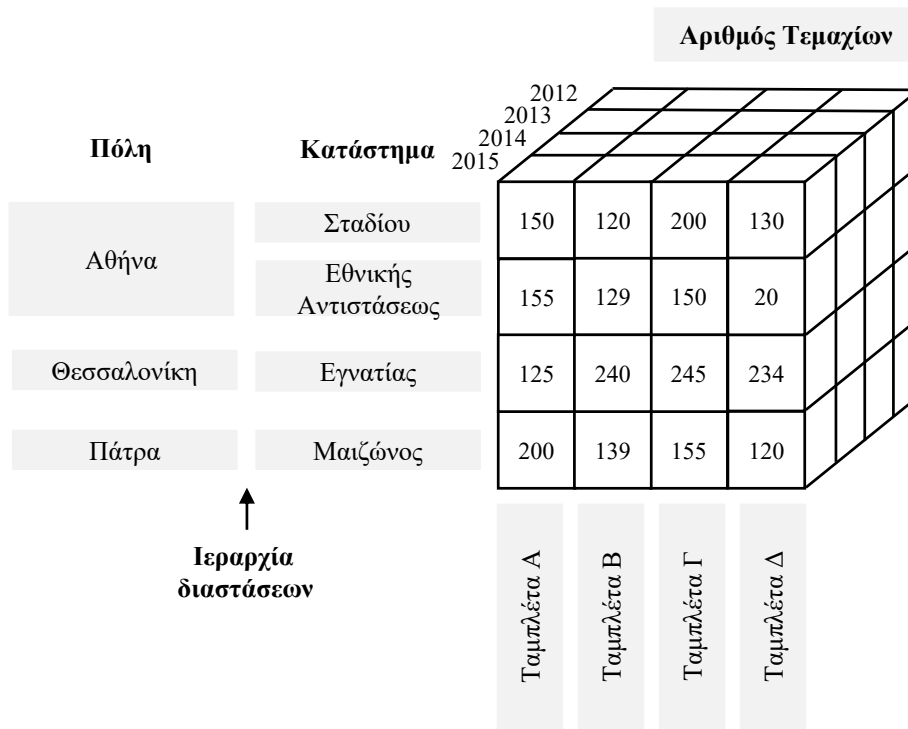 Αριθμός Τεμαχίων
2012
2013
2014
2015
Πόλη
Κατάστημα
Αθήνα
Σταδίου
150 120 200 130
Εθνικής
Αντιστάσεως
155 129 150 20
Θεσσαλονίκη
Εγνατίας
125 240 245 234
Πάτρα
Μαιζώνος
200 139 155 120
Ιεραρχία
διαστάσεων
Ταμπλέτα Α
Ταμπλέτα Β
Ταμπλέτα Γ
Ταμπλέτα Δ